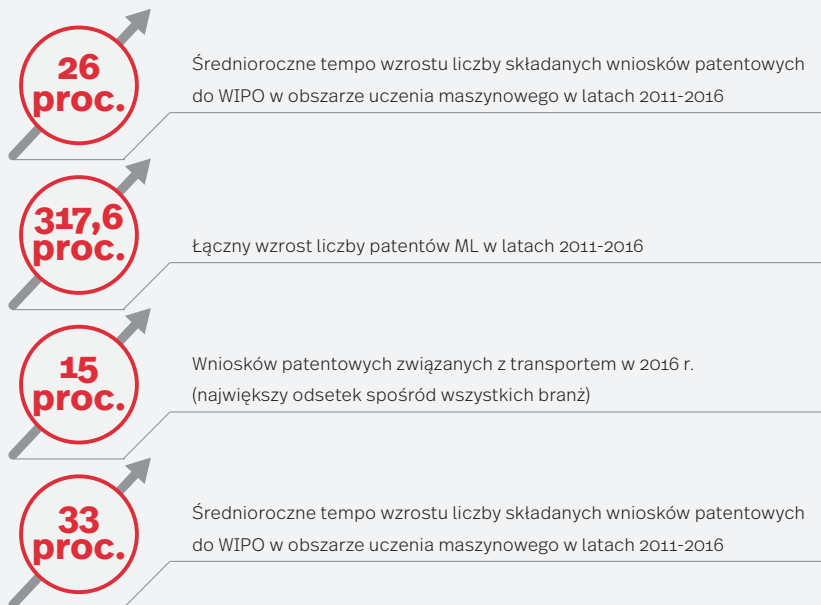 26
proc.
Średnioroczne tempo wzrostu liczby składanych wniosków patentowych
do WIPO w obszarze uczenia maszynowego w latach 2011-2016
317,6
proc.
Łączny wzrost liczby patentów ML w latach 2011-2016
15
proc.
Wniosków patentowych związanych z transportem w 2016 r.
(największy odsetek spośród wszystkich branż)
33
proc.
Średnioroczne tempo wzrostu liczby składanych wniosków patentowych
do WIPO w obszarze uczenia maszynowego w latach 2011-2016